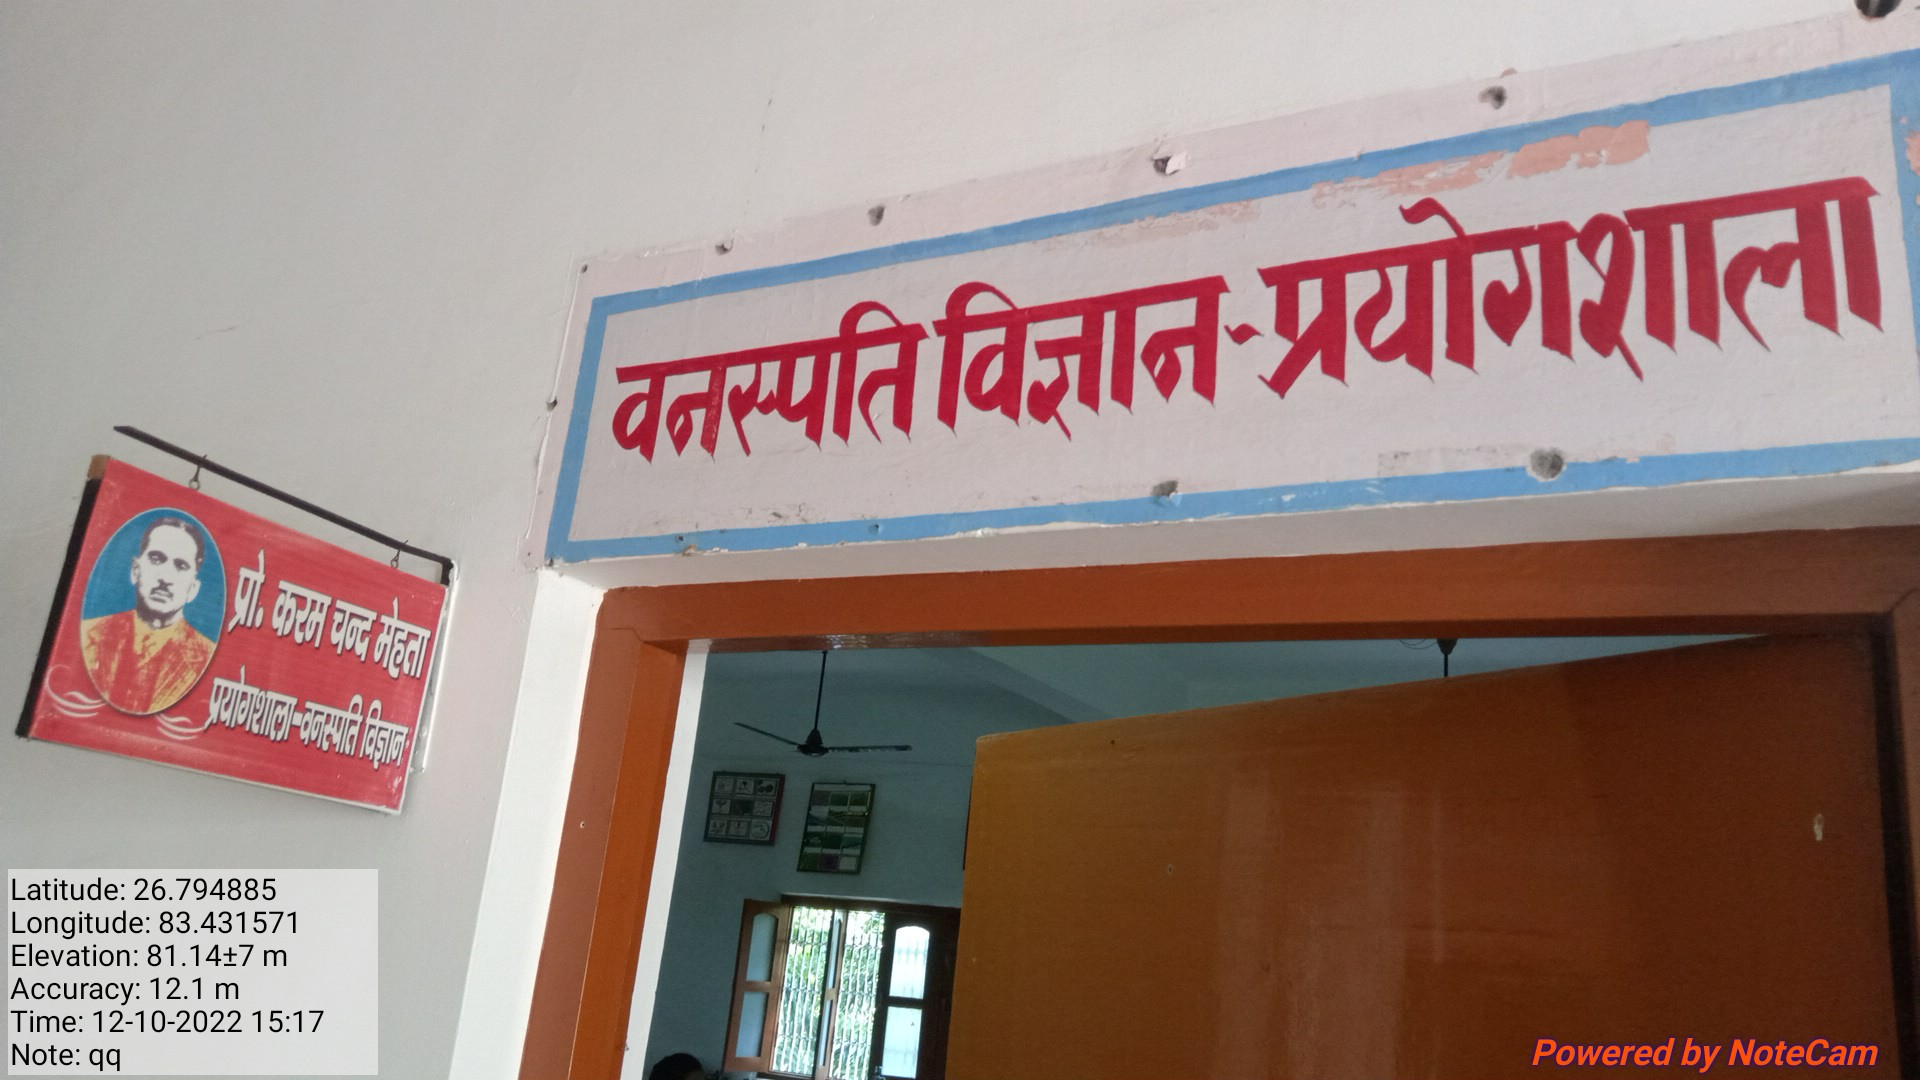 वनस्पति विज्ञान-प्रयोगशाला
प्रो. करम चन्द मेहता
प्रयोगशाला-वनस्पति विज्ञान
Latitude: 26.794885
Longitude: 83.431571
Elevation: 81.14±7 m
Accuracy: 12.1 m
Time: 12-10-2022 15:17
Note: qq
Powered by NoteCam